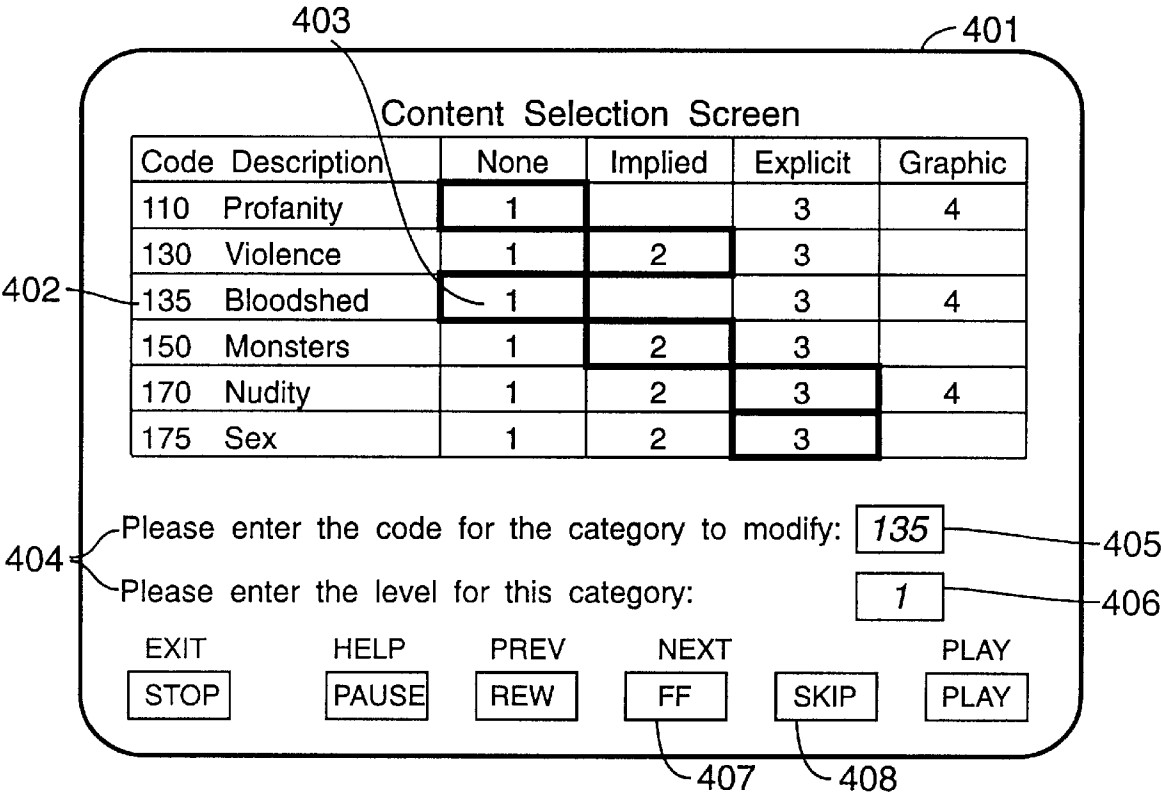 403
401
Content Selection Screen
Code Description None Implied Explicit Graphic
110 Profanity 1 3 4
130 Violence 1 2 3
402 135 Bloodshed 1 3 4
150 Monsters 1 2 3
170 Nudity 1 2 3 4
175 Sex 1 2 3
Please enter the code for the category to modify: 135
404 405
Please enter the level for this category: 1 406
EXIT HELP PREV NEXT PLAY
STOP PAUSE REW FF SKIP PLAY
407 408